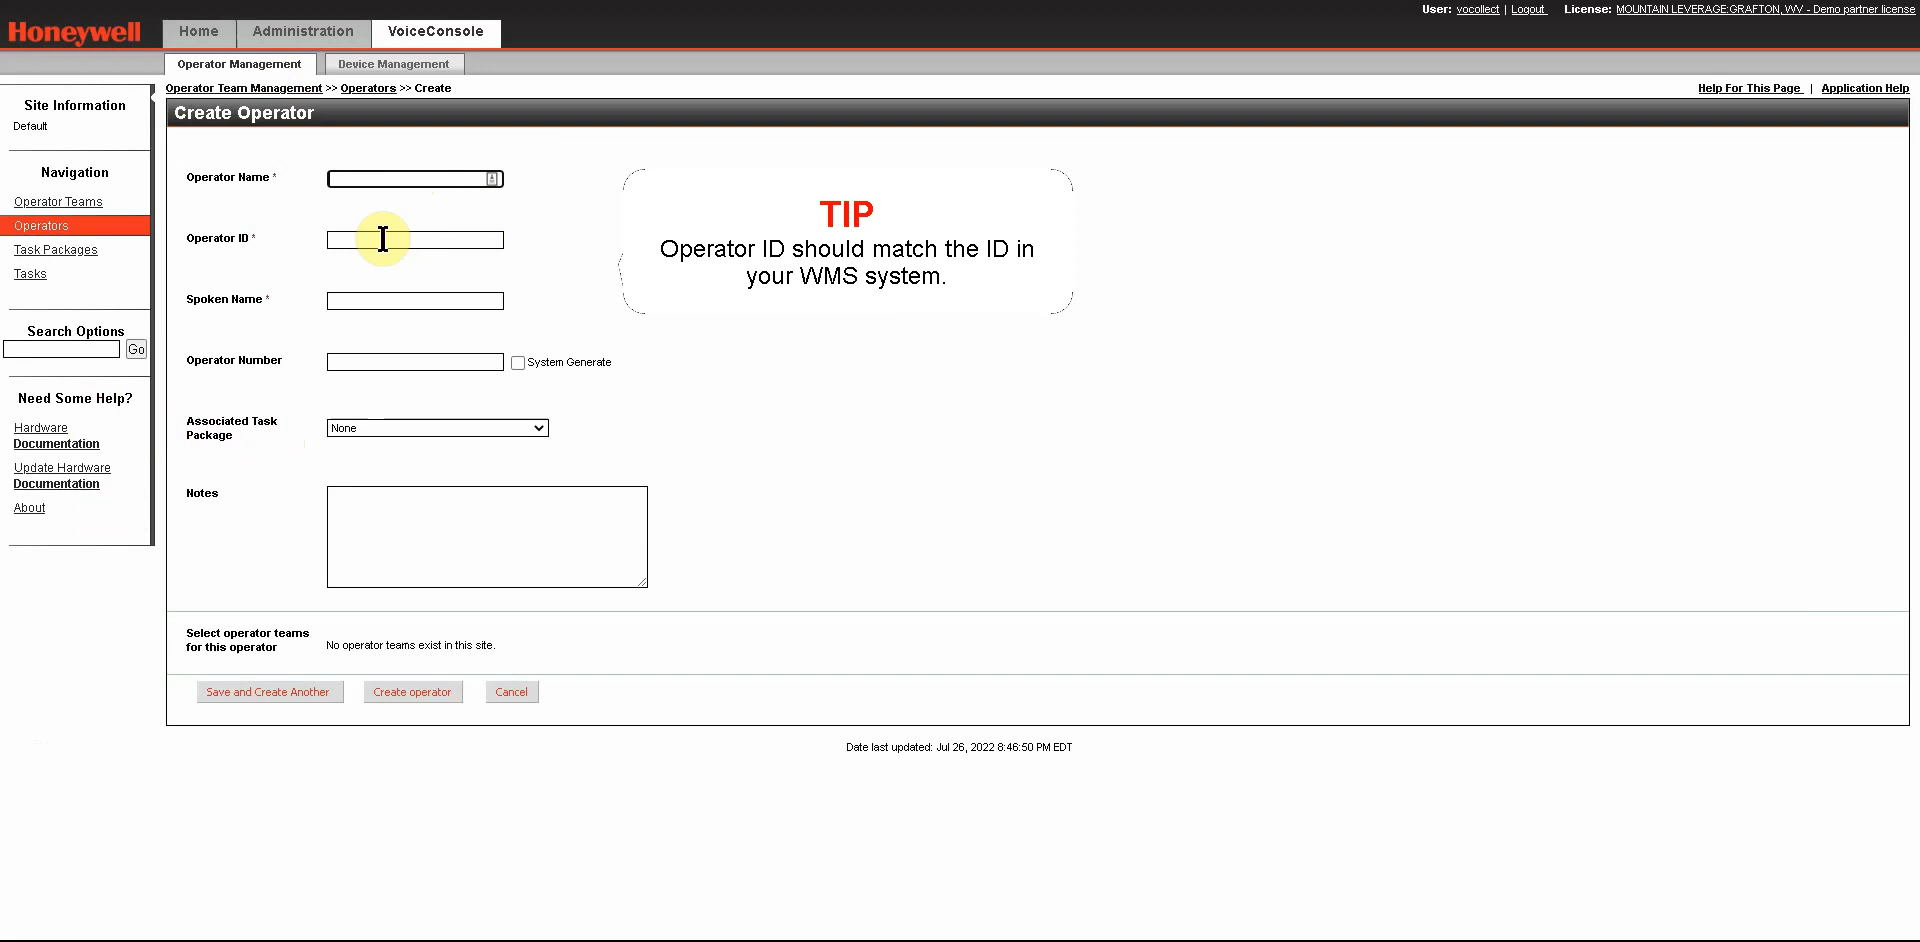 User: vocollect | Logout License: MOUNTAIN LEVERAGE:GRAFTON, WV - Demo partner license
Honeywell
Home Administration VoiceConsole
Operator Management Device Management
Operator Team Management >> Operators >> Create
Help For This Page | Application Help
Site Information
Default
Navigation
Operator Teams
Operators
Task Packages
Tasks
Search Options
Go
Need Some Help?
Hardware
Documentation
Update Hardware
Documentation
About
Create Operator
Operator Name *
Operator ID *
Spoken Name *
Operator Number
System Generate
Associated Task
Package
None
Notes
TIP
Operator ID should match the ID in
your WMS system.
Select operator teams
for this operator
No operator teams exist in this site.
Save and Create Another Create operator Cancel
Date last updated: Jul 26, 2022 8:46:50 PM EDT